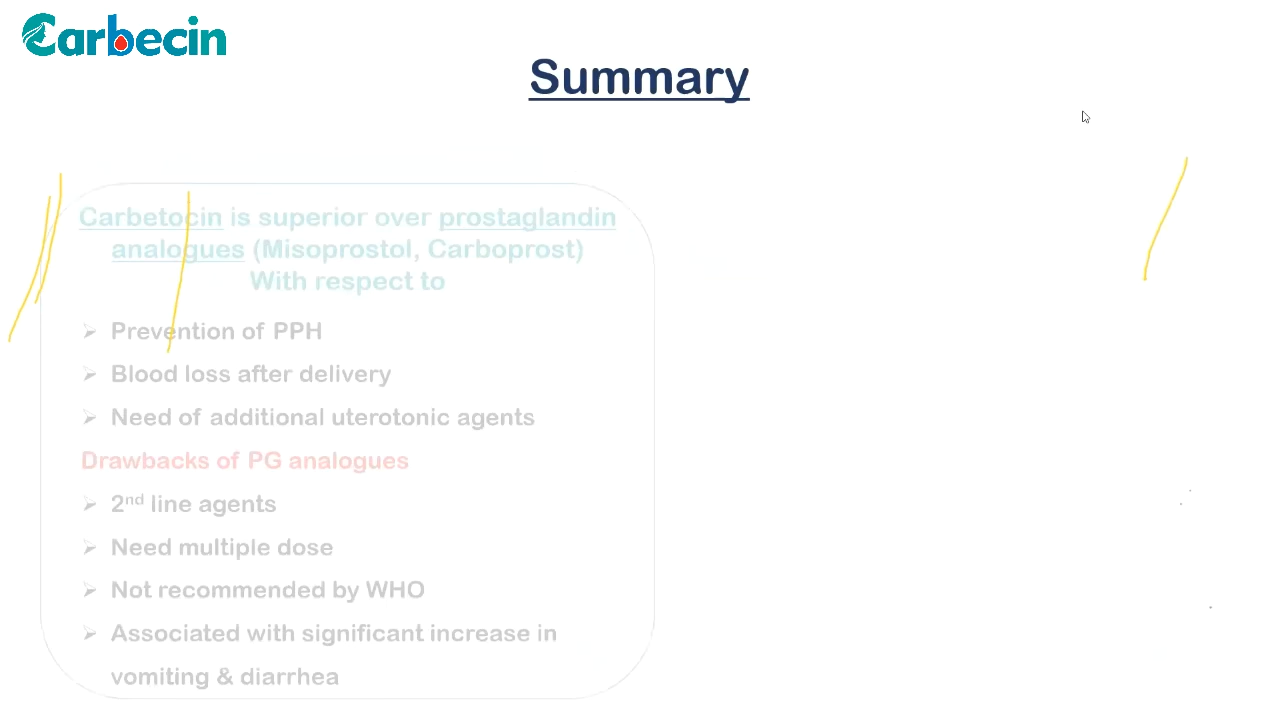 Carbecin
Summary
Carbetocin is superior over prostaglandin
analogues (Misoprostol, Carboprost)
With respect to
➢ Prevention of PPH
➢ Blood loss after delivery
➢ Need of additional uterotonic agents
Drawbacks of PG analogues
➢ 2nd line agents
➢ Need multiple dose
➢ Not recommended by WHO
➢ Associated with significant increase in
vomiting & diarrhea